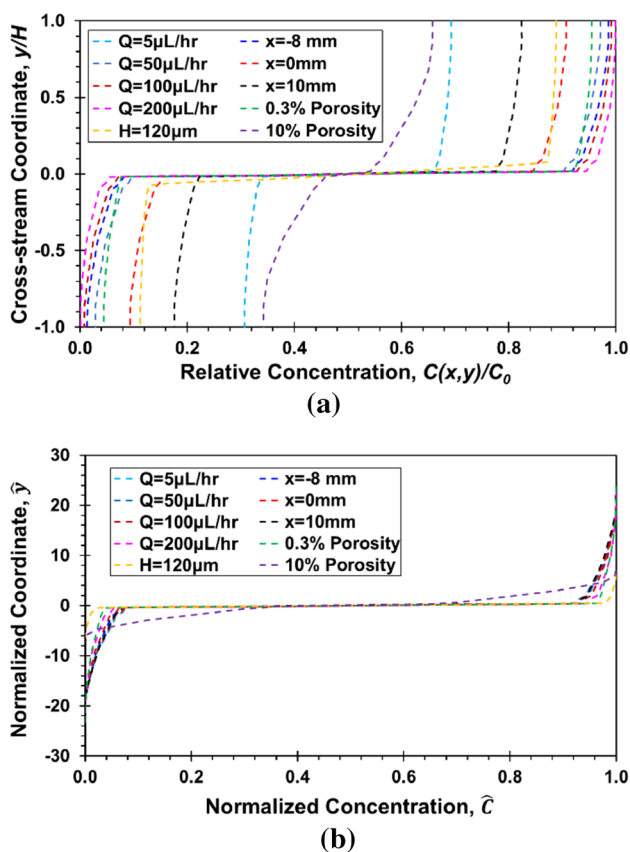 1.0
0.5
0.0
-0.5
-1.0
Cross-stream Coordinate, y/H
Q=5µL/hr x=-8 mm
Q=50µL/hr x=0mm
Q=100µL/hr x=10mm
Q=200µL/hr 0.3% Porosity
H=120µm 10% Porosity
0.0 0.2 0.4 0.6 0.8 1.0
Relative Concentration, C(x,y)/C₀
(a)
30
20
10
0
-10
-20
-30
Normalized Coordinate, ŷ
Q=5µL/hr x=-8 mm
Q=50µL/hr x=0mm
Q=100µL/hr x=10mm
Q=200µL/hr 0.3% Porosity
H=120µm 10% Porosity
0.0 0.2 0.4 0.6 0.8 1.0
Normalized Concentration, Ĉ
(b)